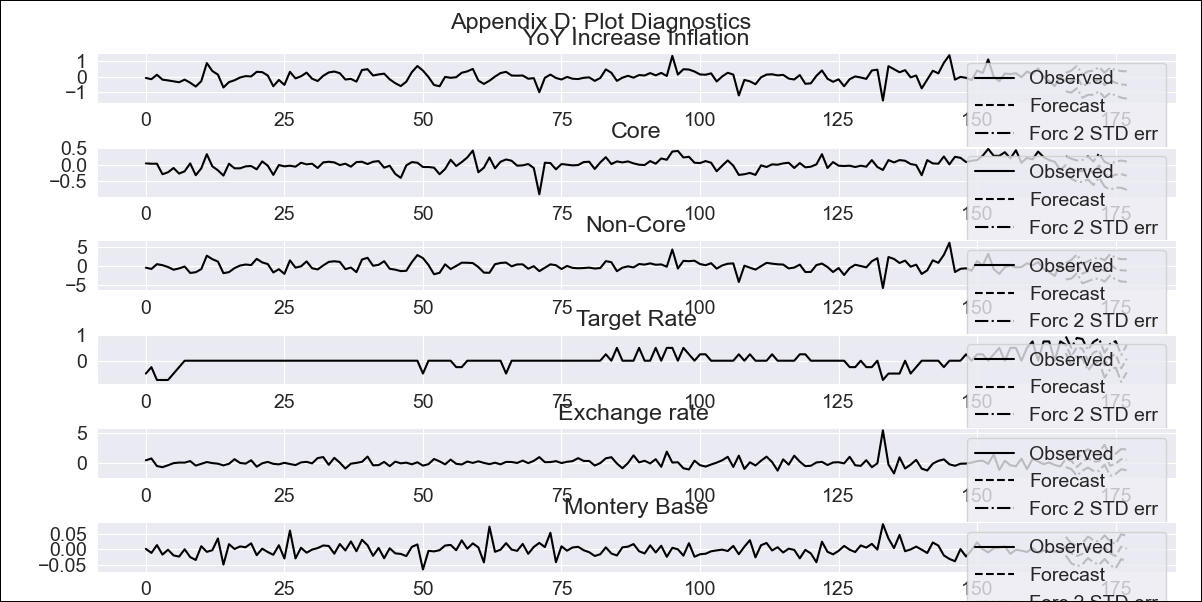 Appendix D: Plot Diagnostics
YoY Increase Inflation
1
0
−1
Observed
Forecast
Forc 2 STD err
0 25 50 75 100 125 150 175
Core
0.5
0.0
−0.5
Observed
Forecast
Forc 2 STD err
0 25 50 75 100 125 150 175
Non-Core
5
0
−5
Observed
Forecast
Forc 2 STD err
0 25 50 75 100 125 150 175
Target Rate
1
0
Observed
Forecast
Forc 2 STD err
0 25 50 75 100 125 150 175
Exchange rate
5
0
Observed
Forecast
Forc 2 STD err
0 25 50 75 100 125 150 175
Montery Base
0.05
0.00
−0.05
Observed
Forecast
Forc 2 STD err
0 25 50 75 100 125 150 175